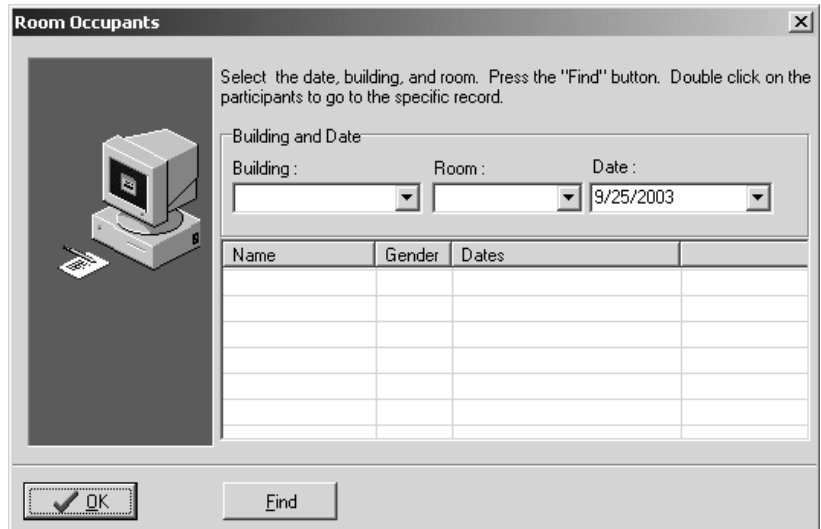 Room Occupants
Select the date, building, and room. Press the "Find" button. Double click on the
participants to go to the specific record.
Building and Date
Building : Room : Date :
9/25/2003
Name Gender Dates
OK Find